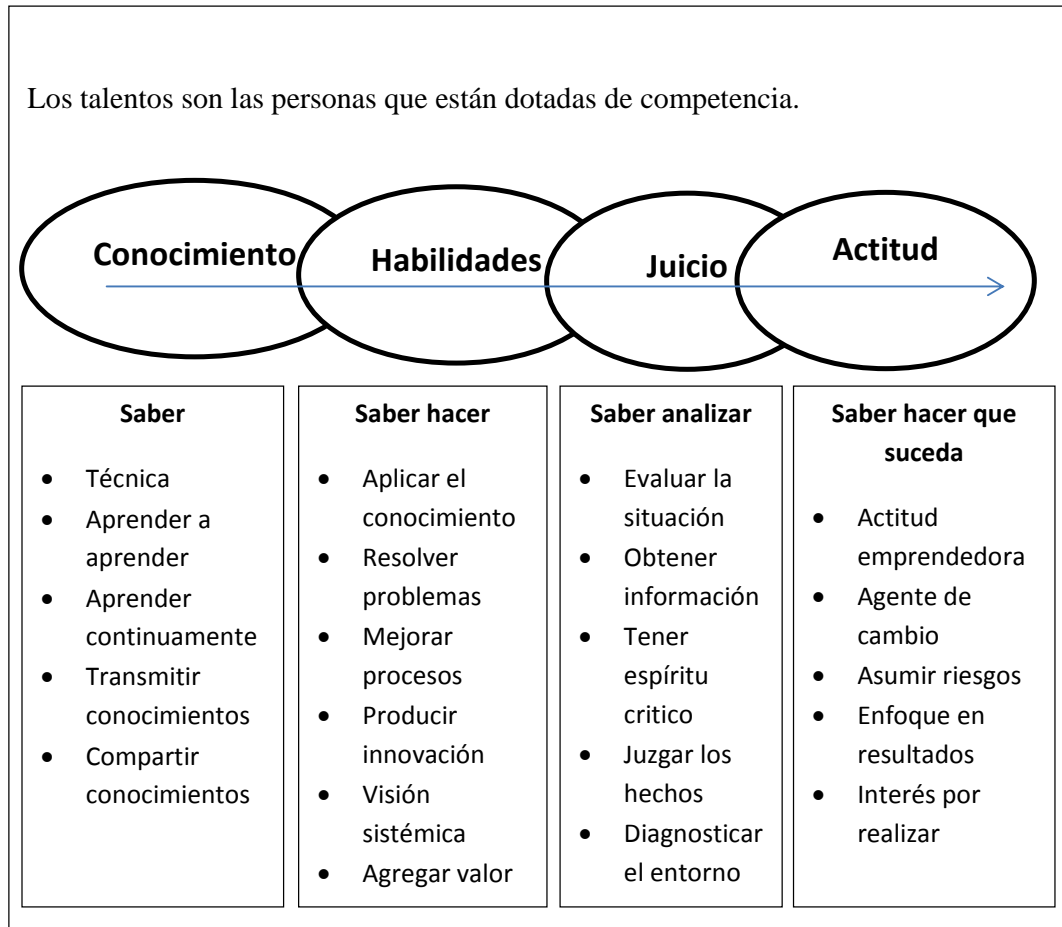 Los talentos son las personas que están dotadas de competencia.
Conocimiento
Habilidades
Juicio
Actitud
Saber
• Técnica
• Aprender a
aprender
• Aprender
continuamente
• Transmitir
conocimientos
• Compartir
conocimientos
Saber hacer
• Aplicar el
conocimiento
• Resolver
problemas
• Mejorar
procesos
• Producir
innovación
• Visión
sistémica
• Agregar valor
Saber analizar
• Evaluar la
situación
• Obtener
información
• Tener
espíritu
critico
• Juzgar los
hechos
• Diagnosticar
el entorno
Saber hacer que
suceda
• Actitud
emprendedora
• Agente de
cambio
• Asumir riesgos
• Enfoque en
resultados
• Interés por
realizar